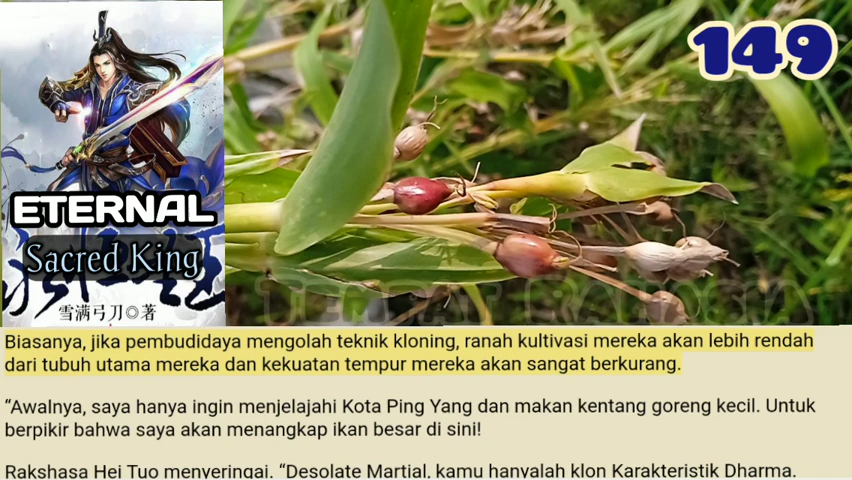 149
ETERNAL
Sacred King
雪满弓刀◎著
TEMPAT RAHASIA
Biasanya, jika pembudidaya mengolah teknik kloning, ranah kultivasi mereka akan lebih rendah
dari tubuh utama mereka dan kekuatan tempur mereka akan sangat berkurang.
“Awalnya, saya hanya ingin menjelajahi Kota Ping Yang dan makan kentang goreng kecil. Untuk
berpikir bahwa saya akan menangkap ikan besar di sini!
Rakshasa Hei Tuo menyeringai. “Desolate Martial, kamu hanyalah klon Karakteristik Dharma.